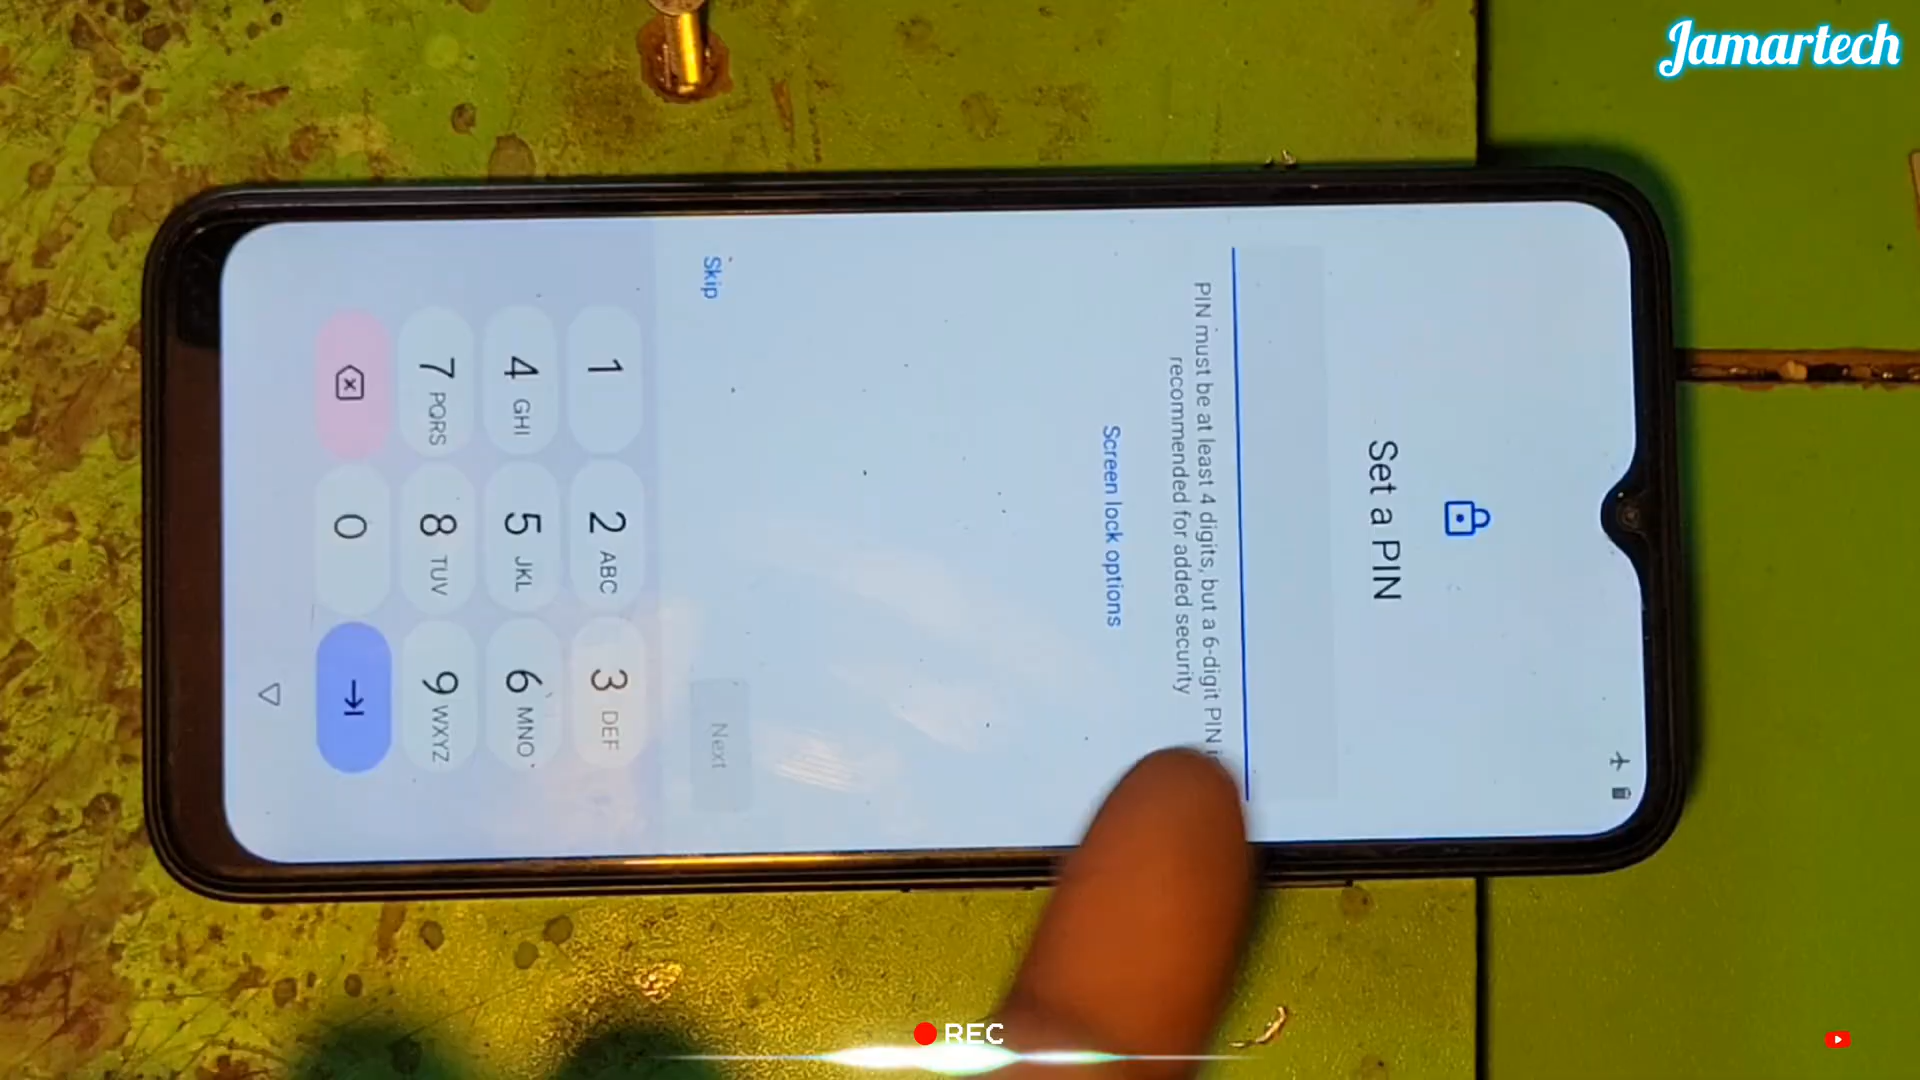 Jamartech
Set a PIN
PIN must be at least 4 digits, but a 6-digit PIN
recommended for added security
Screen lock options
Skip
Next
1
2 ABC
3 DEF
4 GHI
5 JKL
6 MNO
7 PQRS
8 TUV
9 WXYZ
0
REC